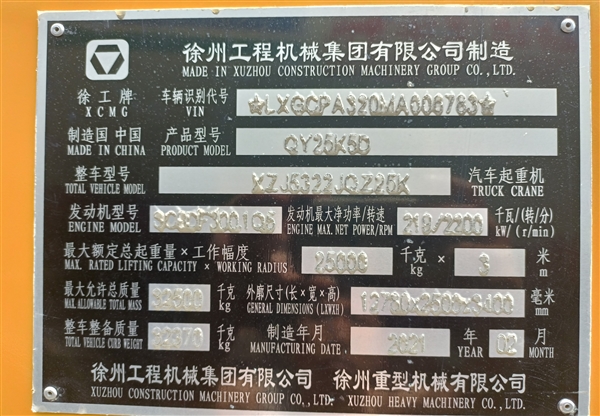 徐州工程机械集团有限公司制造
MADE IN XUZHOU CONSTRUCTION MACHINERY GROUP CO.,LTD.
徐工牌 车辆识别代号
XCMG VIN
制造国 中国 产品型号 QY25K5D
MADE IN CHINA PRODUCT MODEL
整车型号 XZJ5322JQZ25K 汽车起重机
TOTAL VEHICLE MODEL TRUCK CRANE
发动机型号 发动机最大净功率/转速 219/2200 千瓦/(转/分)
ENGINE MODEL ENGINE MAX. NET POWER/RPM kW/(r/min)
最大额定总起重量×工作幅度 25000 千克 × 3 米
MAX. RATED LIFTING CAPACITY × WORKING RADIUS kg m
最大允许总质量 千克 外廓尺寸(长×宽×高) 毫米
MAX. ALLOWABLE TOTAL MASS kg GENERAL DIMENSIONS (LXWXH) mm
整车整备质量 千克 制造年月 2021 年 02 月
TOTAL VEHICLE CURB WEIGHT kg MANUFACTURING DATE YEAR MONTH
徐州工程机械集团有限公司 徐州重型机械有限公司
XUZHOU CONSTRUCTION MACHINERY GROUP CO.,LTD. XUZHOU HEAVY MACHINERY CO.,LTD.